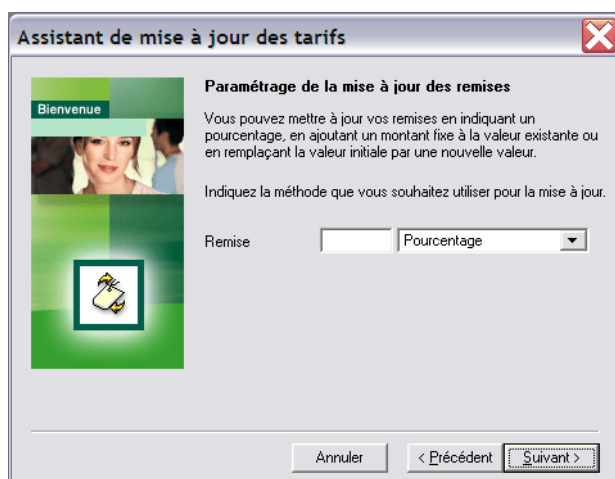 Assistant de mise à jour des tarifs
Bienvenue
Paramétrage de la mise à jour des remises
Vous pouvez mettre à jour vos remises en indiquant un
pourcentage, en ajoutant un montant fixe à la valeur existante ou
en remplaçant la valeur initiale par une nouvelle valeur.
Indiquez la méthode que vous souhaitez utiliser pour la mise à jour.
Remise
Pourcentage
Annuler
< Précédent
Suivant >